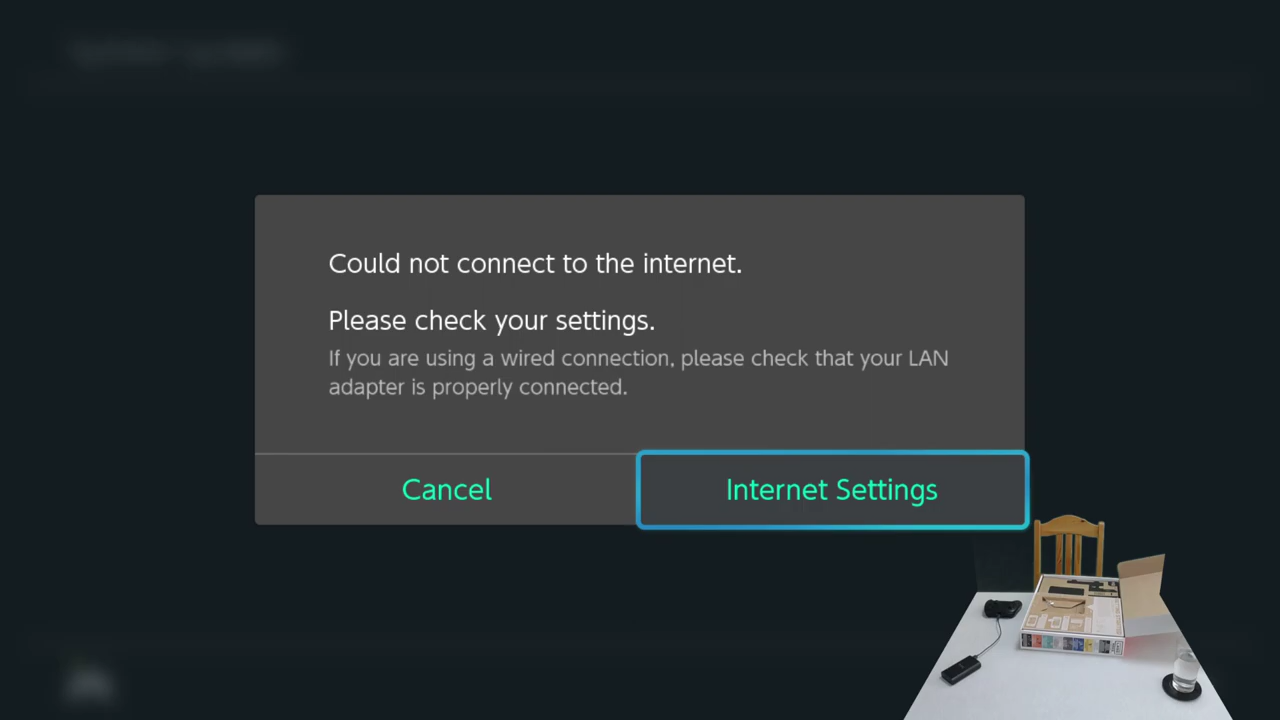 Could not connect to the internet.
Please check your settings.
If you are using a wired connection, please check that your LAN
adapter is properly connected.
Cancel
Internet Settings